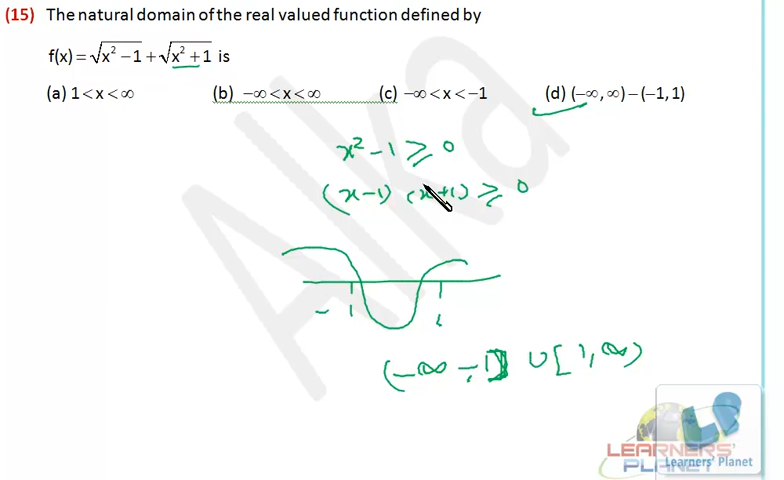 (15) The natural domain of the real valued function defined by
f(x) = √x² − 1 + √x² + 1 is
(a) 1 < x < ∞ (b) −∞ < x < ∞ (c) −∞ < x < −1 (d) (−∞, ∞) − (−1, 1)
x² − 1 ≥ 0
(x − 1) (x + 1) ≥ 0
− 1 1
(−∞ −1] ∪ [1, ∞)
Alka
LEARNERS'
PLANET
Learners' Planet